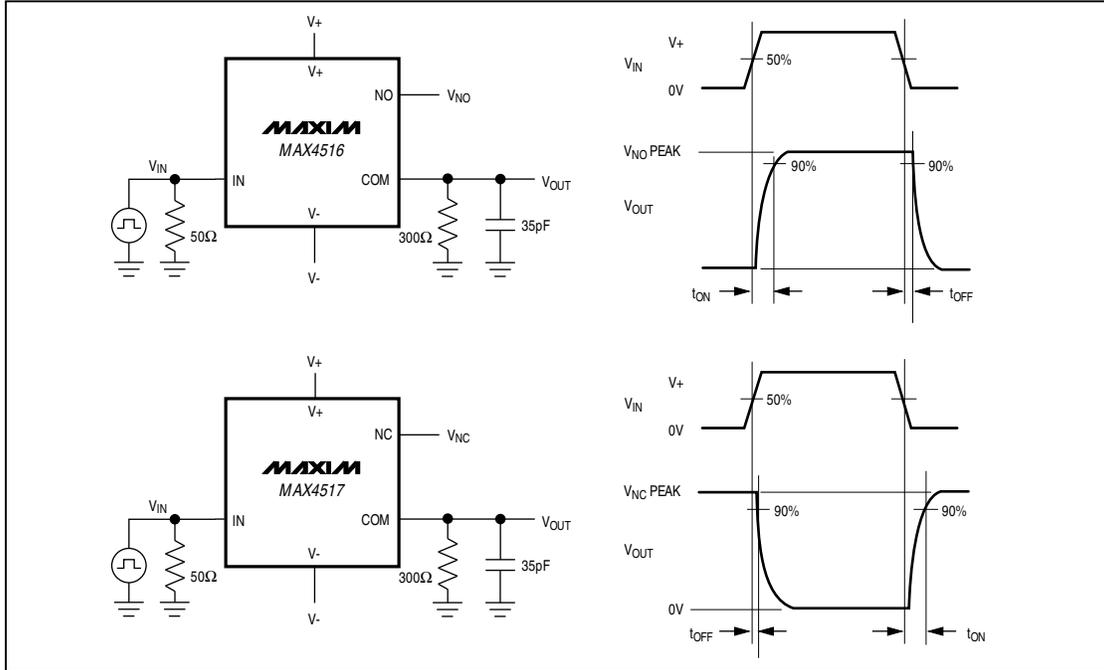 V+
V+
NO
V_NO
MAXIM
MAX4516
V_IN
IN
COM
V_OUT
V-
50Ω
300Ω
35pF
V-
V+
V_IN
50%
0V
V_NO PEAK
90%
90%
V_OUT
t_ON
t_OFF
V+
V+
NC
V_NC
MAXIM
MAX4517
V_IN
IN
COM
V_OUT
V-
50Ω
300Ω
35pF
V-
V+
V_IN
50%
0V
V_NC PEAK
90%
90%
V_OUT
0V
t_OFF
t_ON